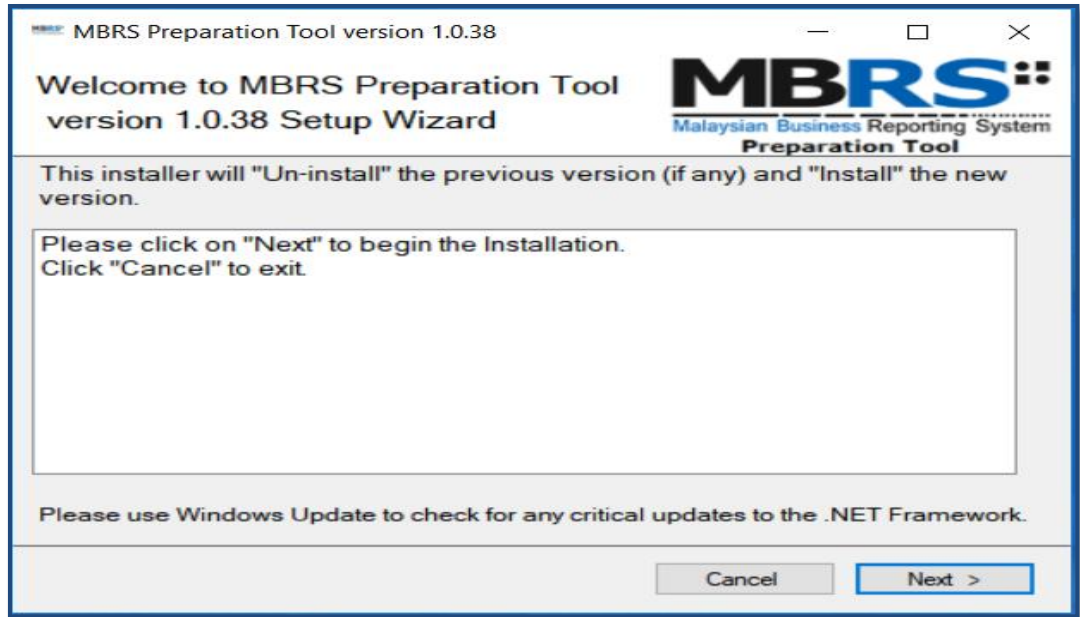 MBRS MBRS Preparation Tool version 1.0.38
Welcome to MBRS Preparation Tool
version 1.0.38 Setup Wizard
MBRS
Malaysian Business Reporting System
Preparation Tool
This installer will "Un-install" the previous version (if any) and "Install" the new
version.
Please click on "Next" to begin the Installation.
Click "Cancel" to exit.
Please use Windows Update to check for any critical updates to the .NET Framework.
Cancel
Next >